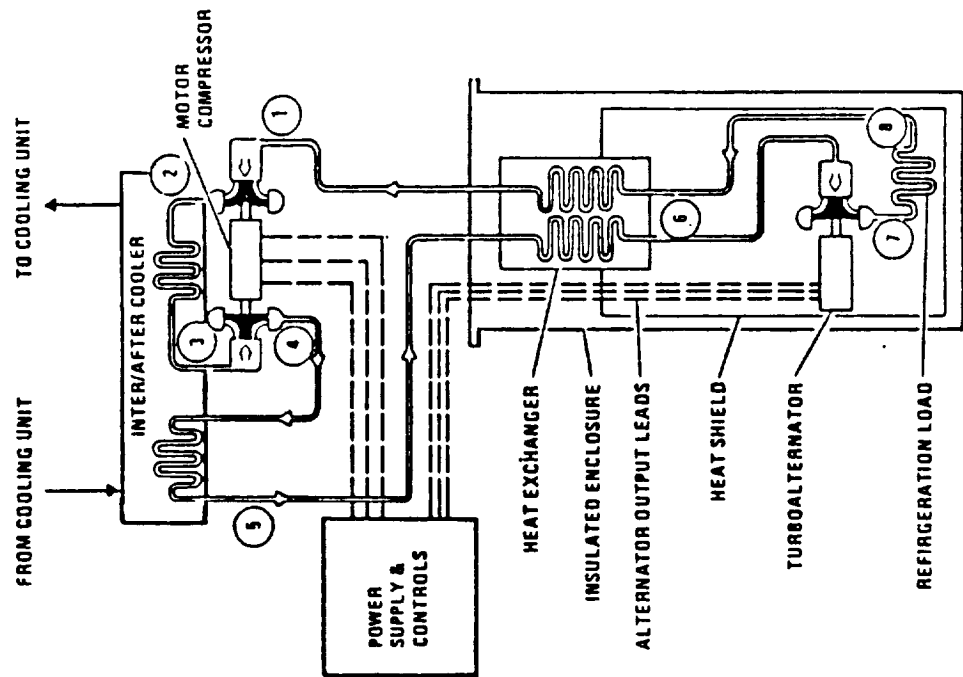 TO COOLING UNIT
FROM COOLING UNIT
MOTOR
COMPRESSOR
INTER/AFTER COOLER
1
2
3
4
5
POWER
SUPPLY &
CONTROLS
6
7
8
HEAT EXCHANGER
INSULATED ENCLOSURE
ALTERNATOR OUTPUT LEADS
HEAT SHIELD
TURBOALTERNATOR
REFIRGERATION LOAD